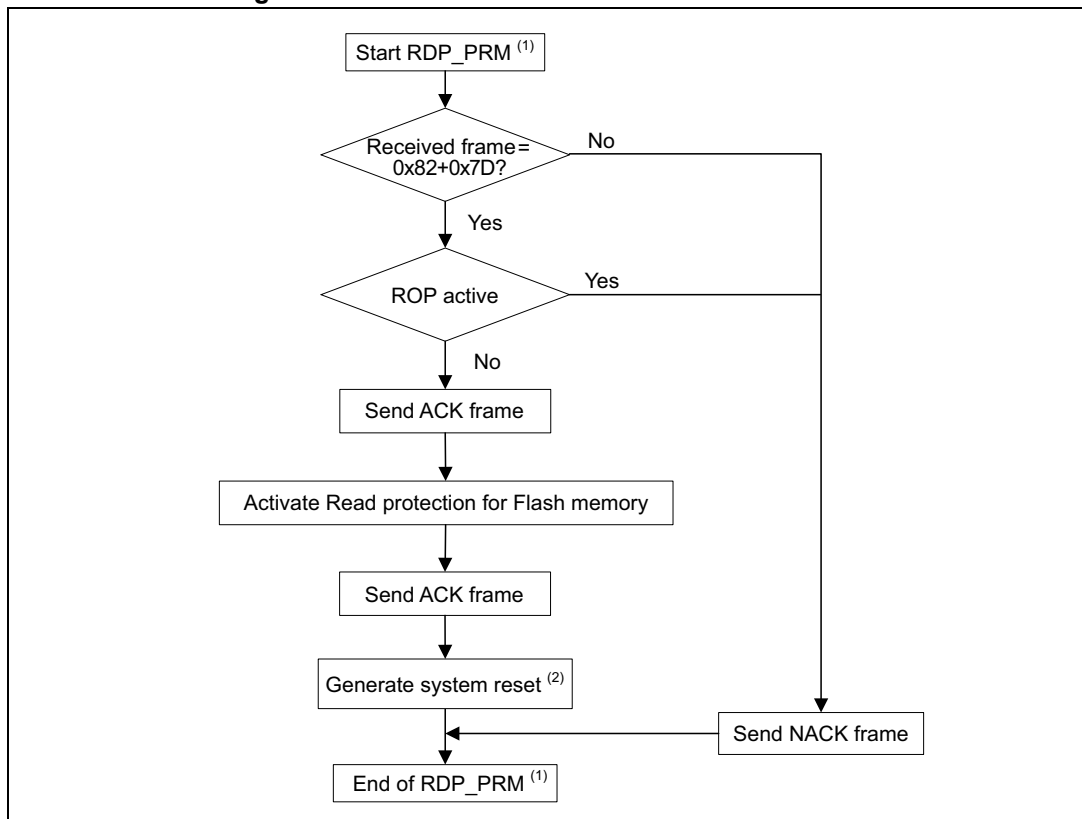 Start RDP_PRM (1)
Received frame=
0x82+0x7D?
No
Yes
ROP active
Yes
No
Send ACK frame
Activate Read protection for Flash memory
Send ACK frame
Generate system reset (2)
Send NACK frame
End of RDP_PRM (1)